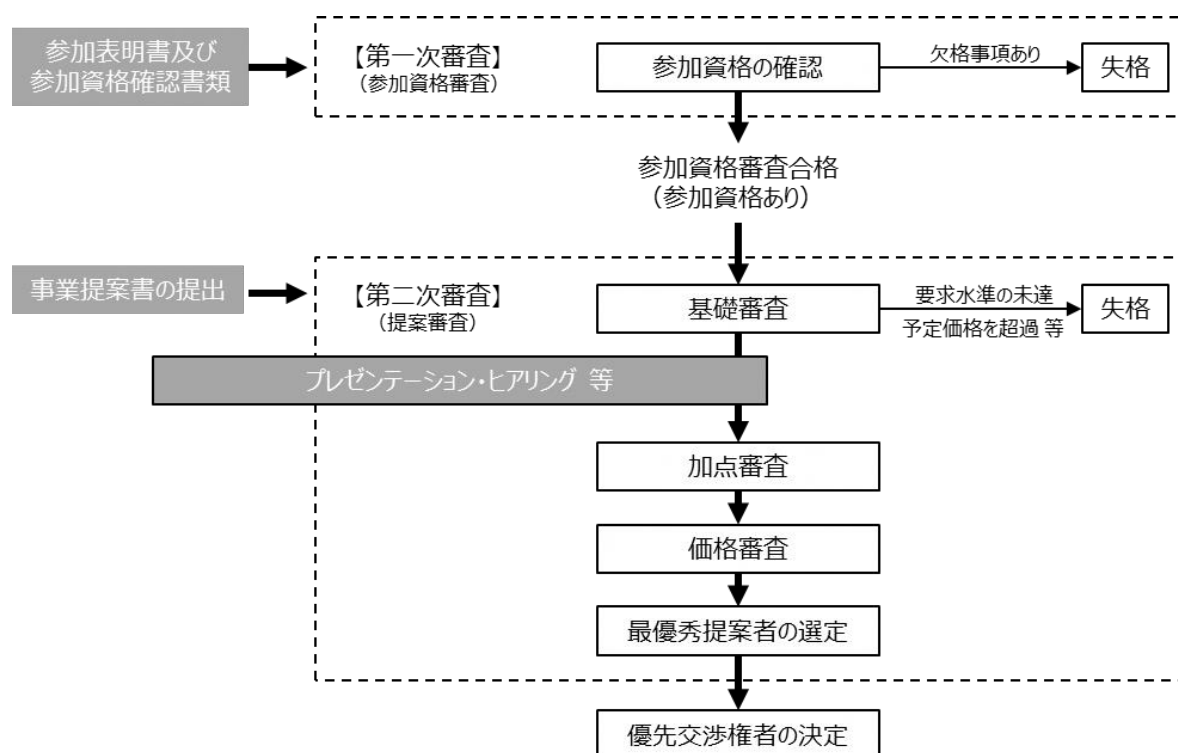 参加表明書及び
参加資格確認書類
【第一次審査】
(参加資格審査)
参加資格の確認
欠格事項あり
失格
参加資格審査合格
(参加資格あり)
事業提案書の提出
【第二次審査】
(提案審査)
基礎審査
要求水準の未達
予定価格を超過 等
失格
プレゼンテーション・ヒアリング 等
加点審査
価格審査
最優秀提案者の選定
優先交渉権者の決定